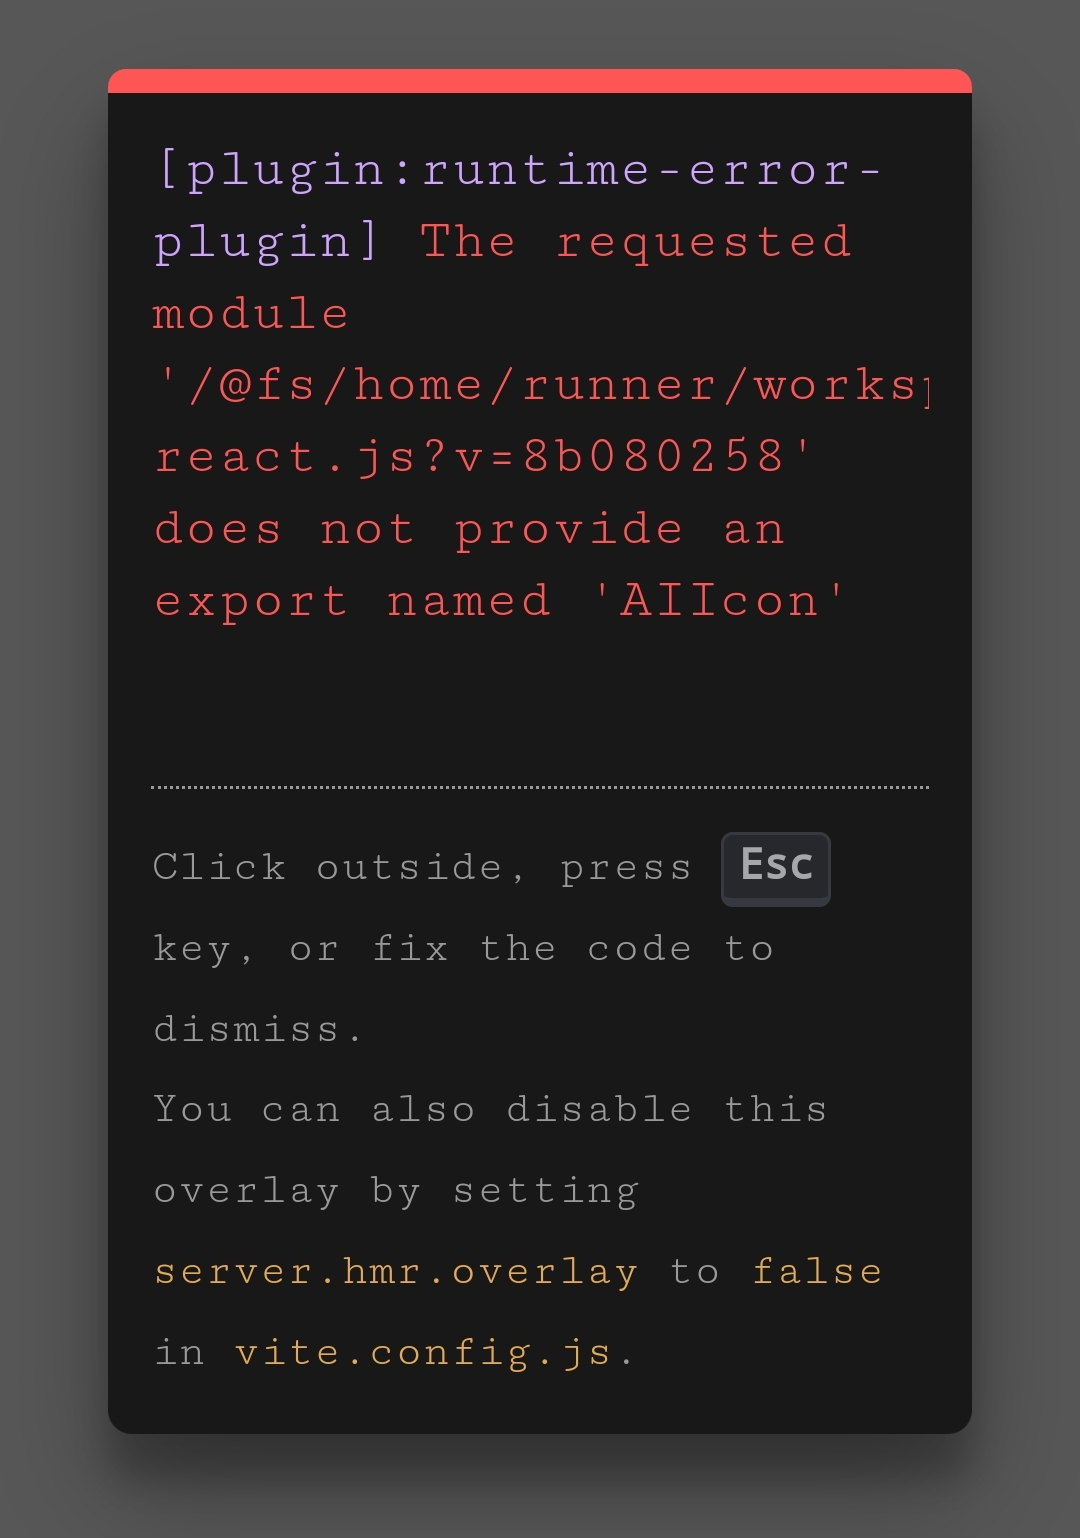 [plugin:runtime-error-
plugin] The requested
module
'/@fs/home/runner/worksp
react.js?v=8b080258'
does not provide an
export named 'AIIcon'
Click outside, press Esc
key, or fix the code to
dismiss.
You can also disable this
overlay by setting
server.hmr.overlay to false
in vite.config.js.